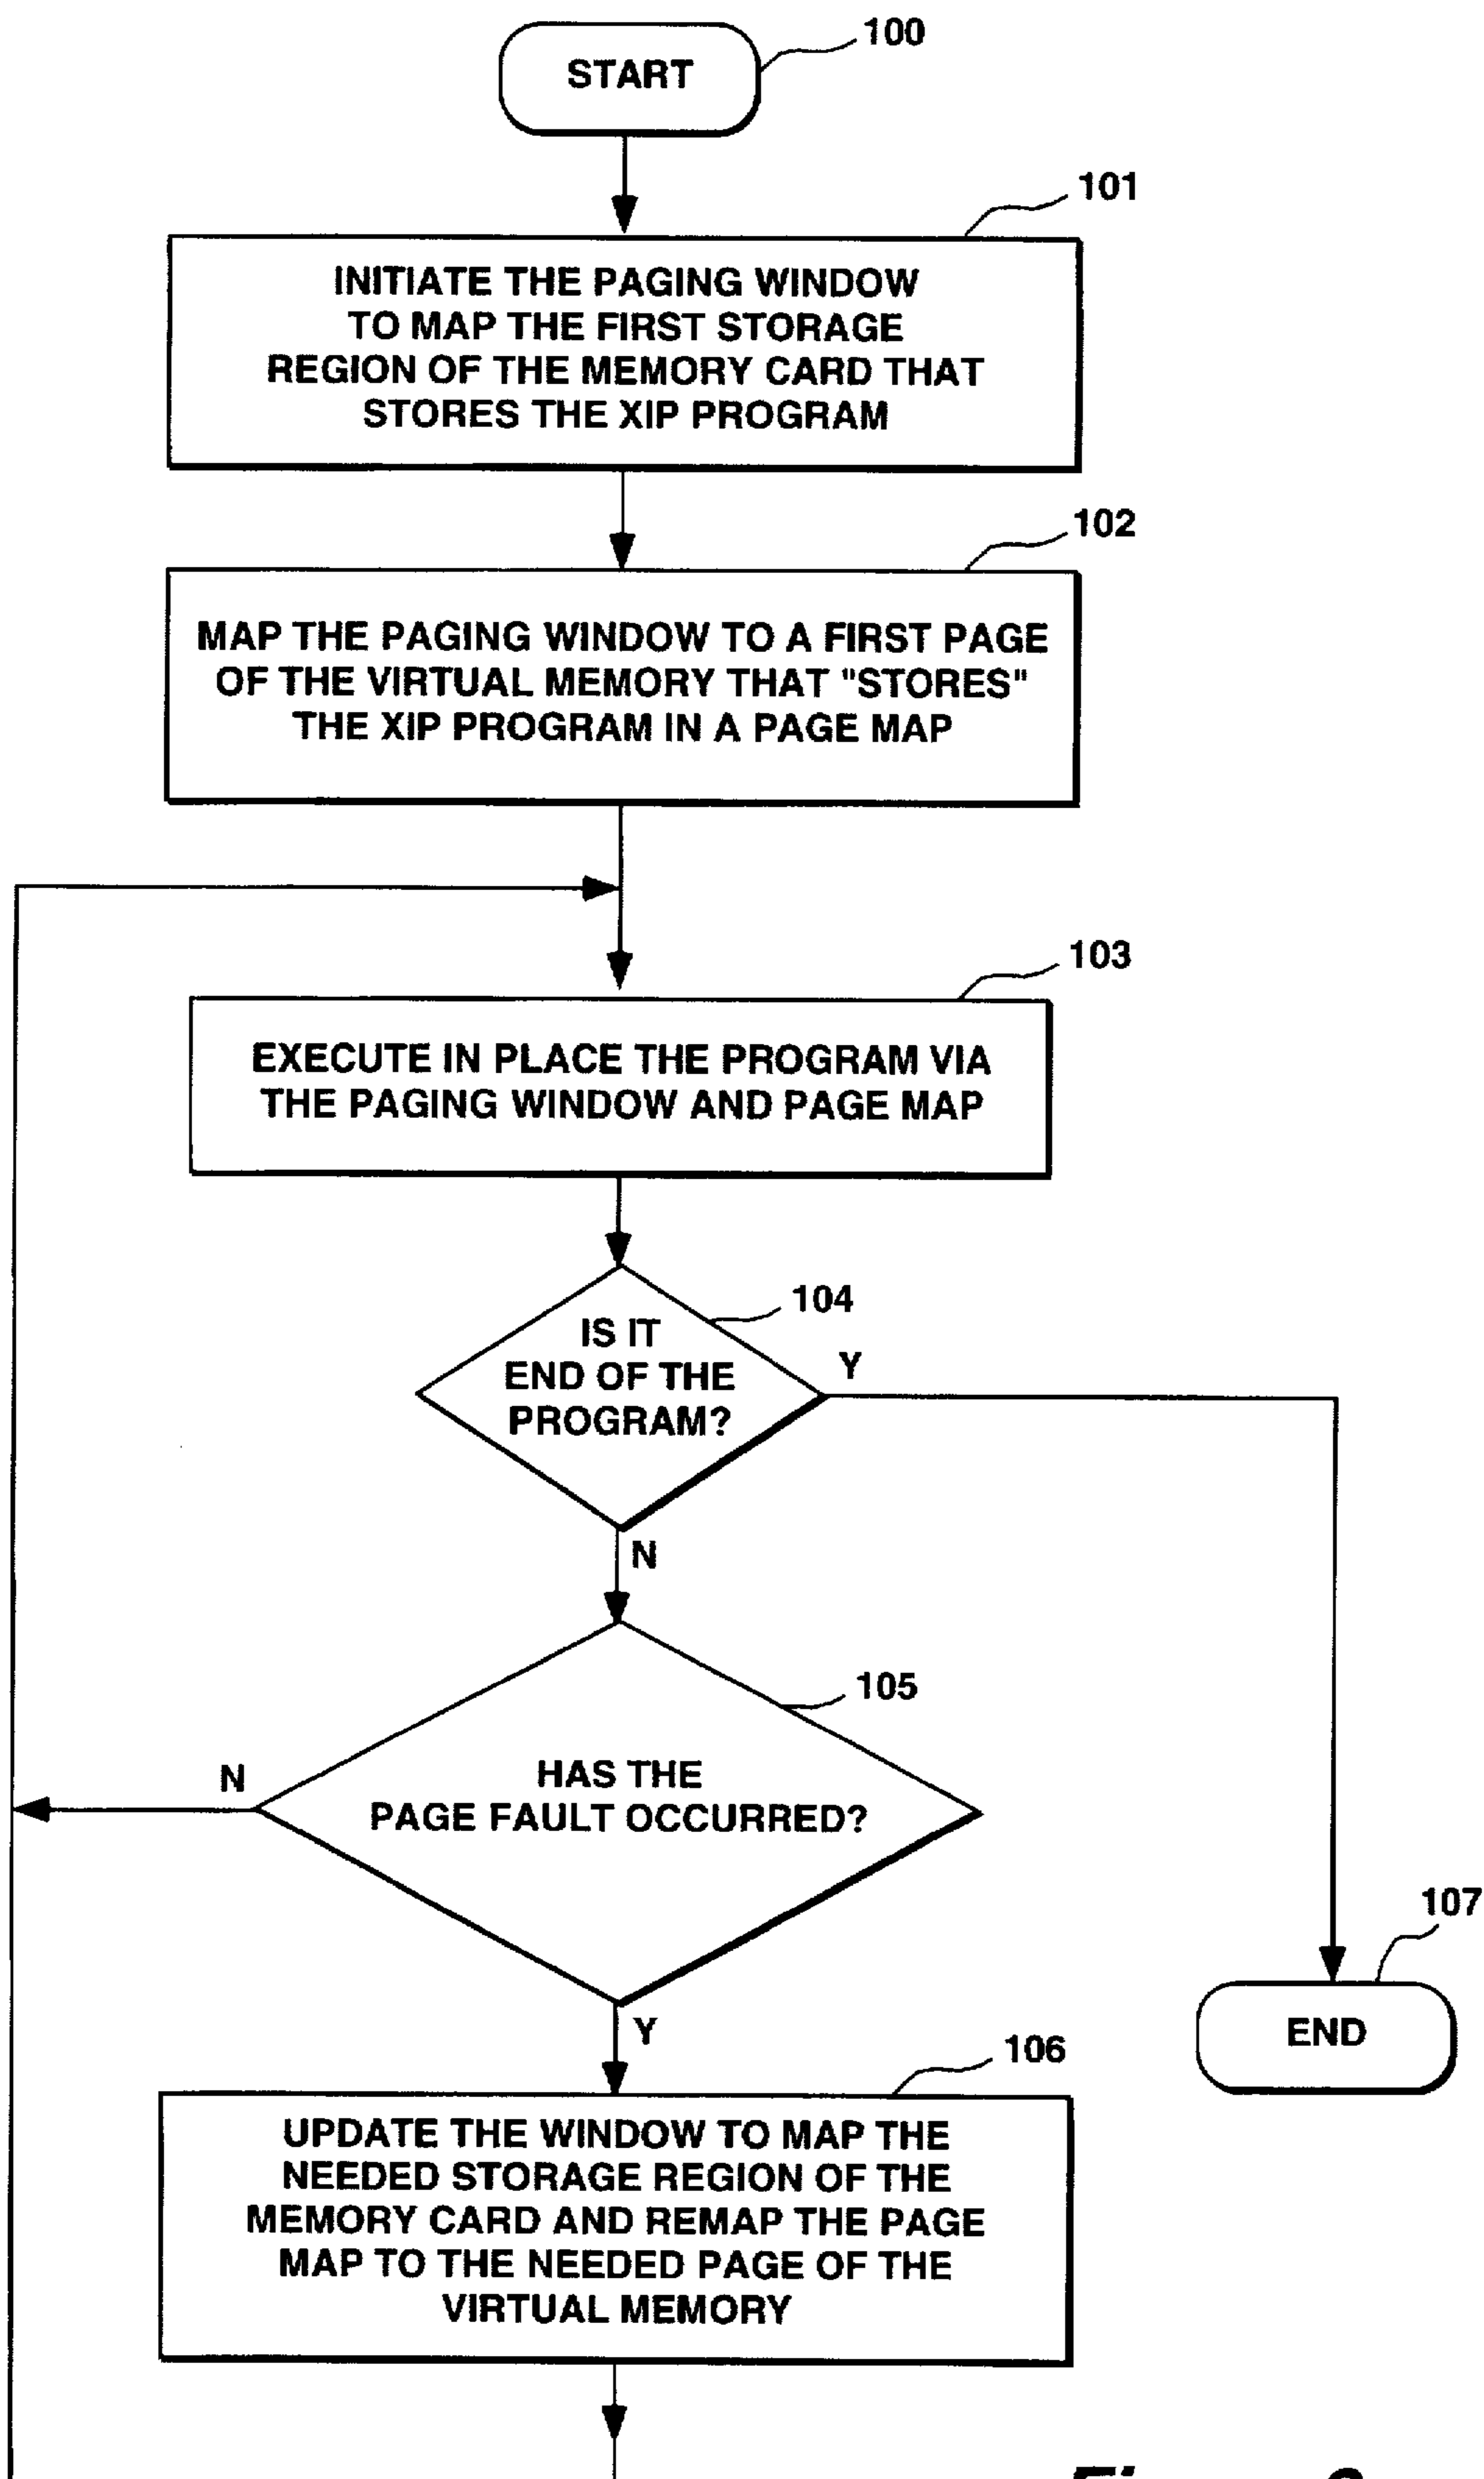 START
100
101
INITIATE THE PAGING WINDOW
TO MAP THE FIRST STORAGE
REGION OF THE MEMORY CARD THAT
STORES THE XIP PROGRAM
102
MAP THE PAGING WINDOW TO A FIRST PAGE
OF THE VIRTUAL MEMORY THAT "STORES"
THE XIP PROGRAM IN A PAGE MAP
103
EXECUTE IN PLACE THE PROGRAM VIA
THE PAGING WINDOW AND PAGE MAP
104
IS IT
END OF THE
PROGRAM?
Y
N
105
HAS THE
PAGE FAULT OCCURRED?
N
Y
107
END
106
UPDATE THE WINDOW TO MAP THE
NEEDED STORAGE REGION OF THE
MEMORY CARD AND REMAP THE PAGE
MAP TO THE NEEDED PAGE OF THE
VIRTUAL MEMORY